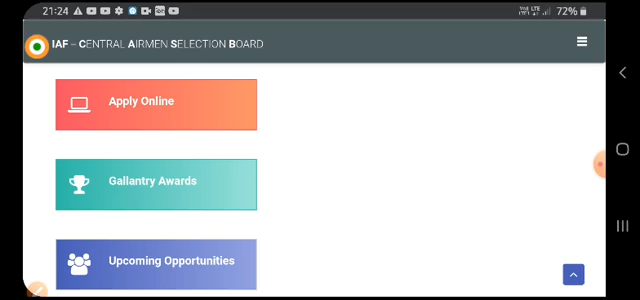 21:24
72%
IAF – CENTRAL AIRMEN SELECTION BOARD
Apply Online
Gallantry Awards
Upcoming Opportunities